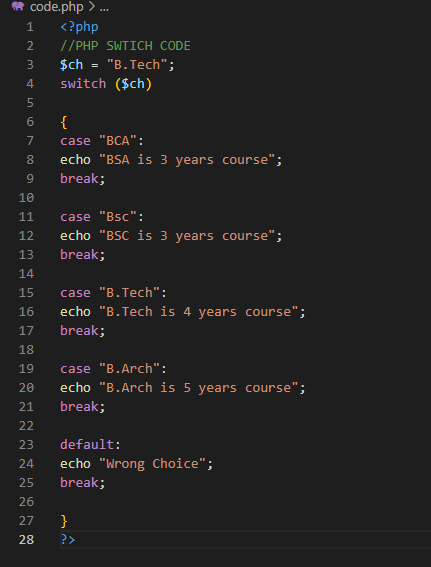 code.php > ...
1 <?php
2 //PHP SWTICH CODE
3 $ch = "B.Tech";
4 switch ($ch)
5
6 {
7 case "BCA":
8 echo "BSA is 3 years course";
9 break;
10
11 case "Bsc":
12 echo "BSC is 3 years course";
13 break;
14
15 case "B.Tech":
16 echo "B.Tech is 4 years course";
17 break;
18
19 case "B.Arch":
20 echo "B.Arch is 5 years course";
21 break;
22
23 default:
24 echo "Wrong Choice";
25 break;
26
27 }
28 ?>